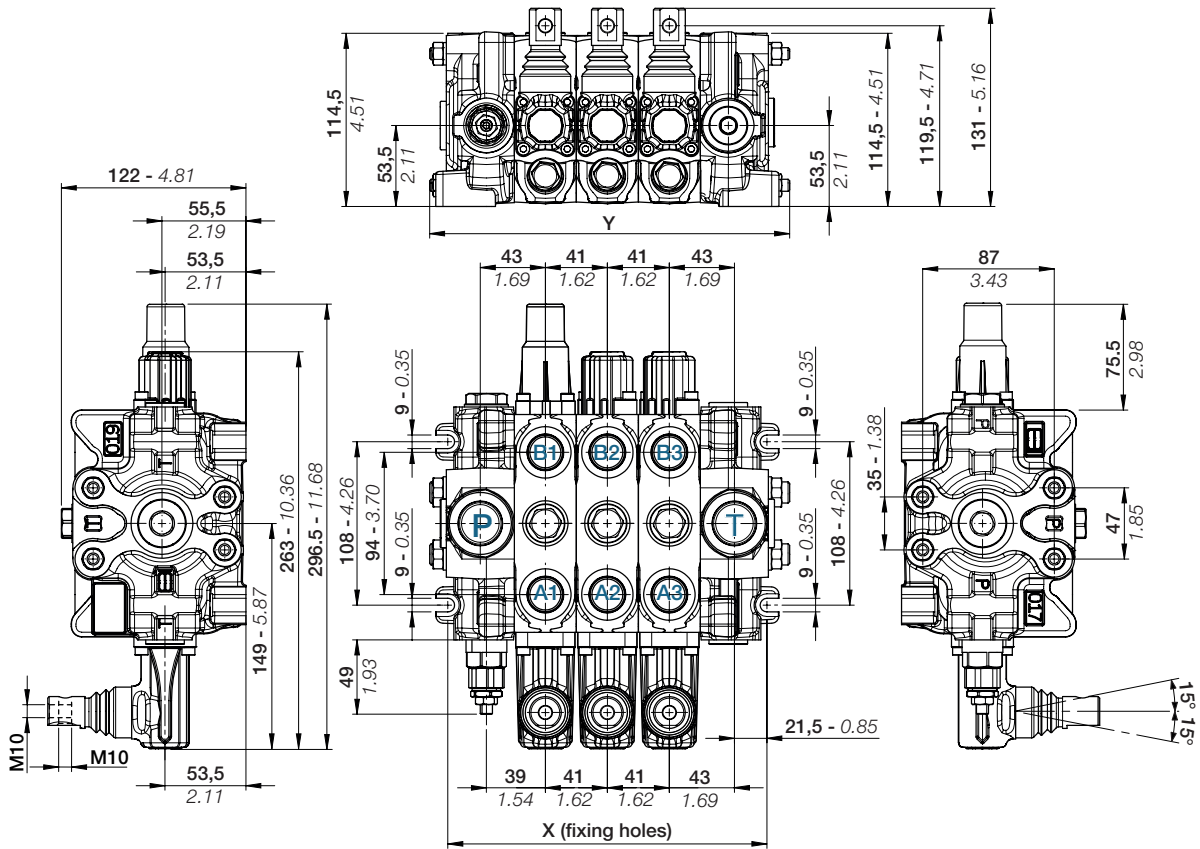 114,5
4.51
53,5
2.11
53,5
2.11
114,5 - 4.51
119,5 - 4.71
131 - 5.16
Y
122 - 4.81
55,5
2.19
53,5
2.11
43
1.69
41
1.62
41
1.62
43
1.69
87
3.43
75.5
2.98
9 - 0.35
9 - 0.35
019
T
T
B1
B2
B3
P
T
A1
A2
A3
108 - 4.26
94 - 3.70
9 - 0.35
9 - 0.35
108 - 4.26
263 - 10.36
296.5 - 11.68
149 - 5.87
35 - 1.38
47
1.85
P
P
P
017
49
1.93
21,5 - 0.85
15° 15°
M10
M10
53,5
2.11
39
1.54
41
1.62
41
1.62
43
1.69
X (fixing holes)